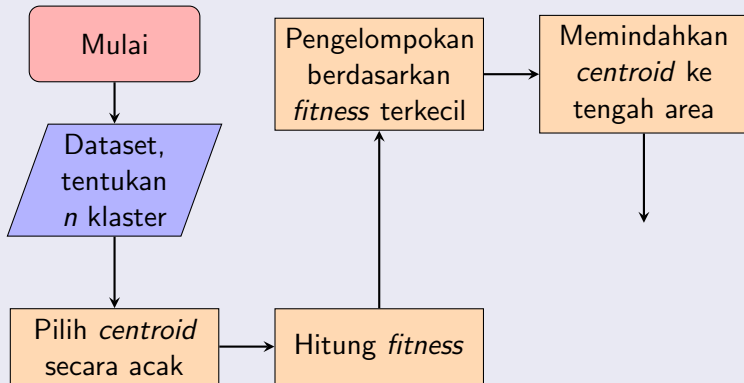 Mulai
Dataset,
tentukan
n klaster
Pilih centroid
secara acak
Hitung fitness
Pengelompokan
berdasarkan
fitness terkecil
Memindahkan
centroid ke
tengah area